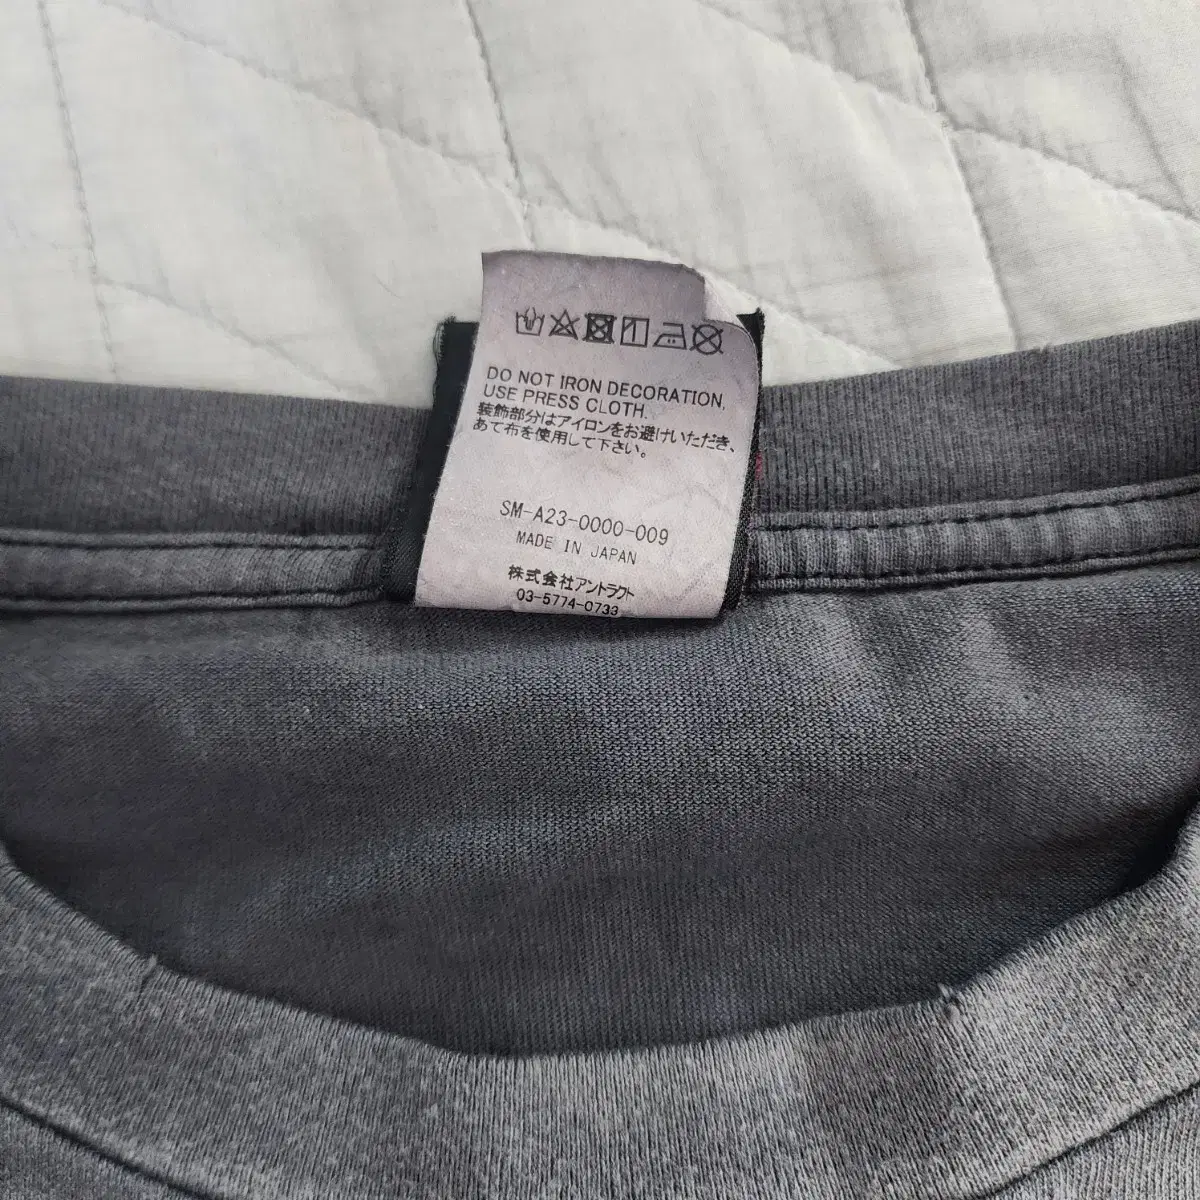 DO NOT IRON DECORATION,
USE PRESS CLOTH.
装飾部分はアイロンをお避けいただき、
あて布を使用して下さい。
SM-A23-0000-009
MADE IN JAPAN
株式会社アントラクト
03-5774-0733